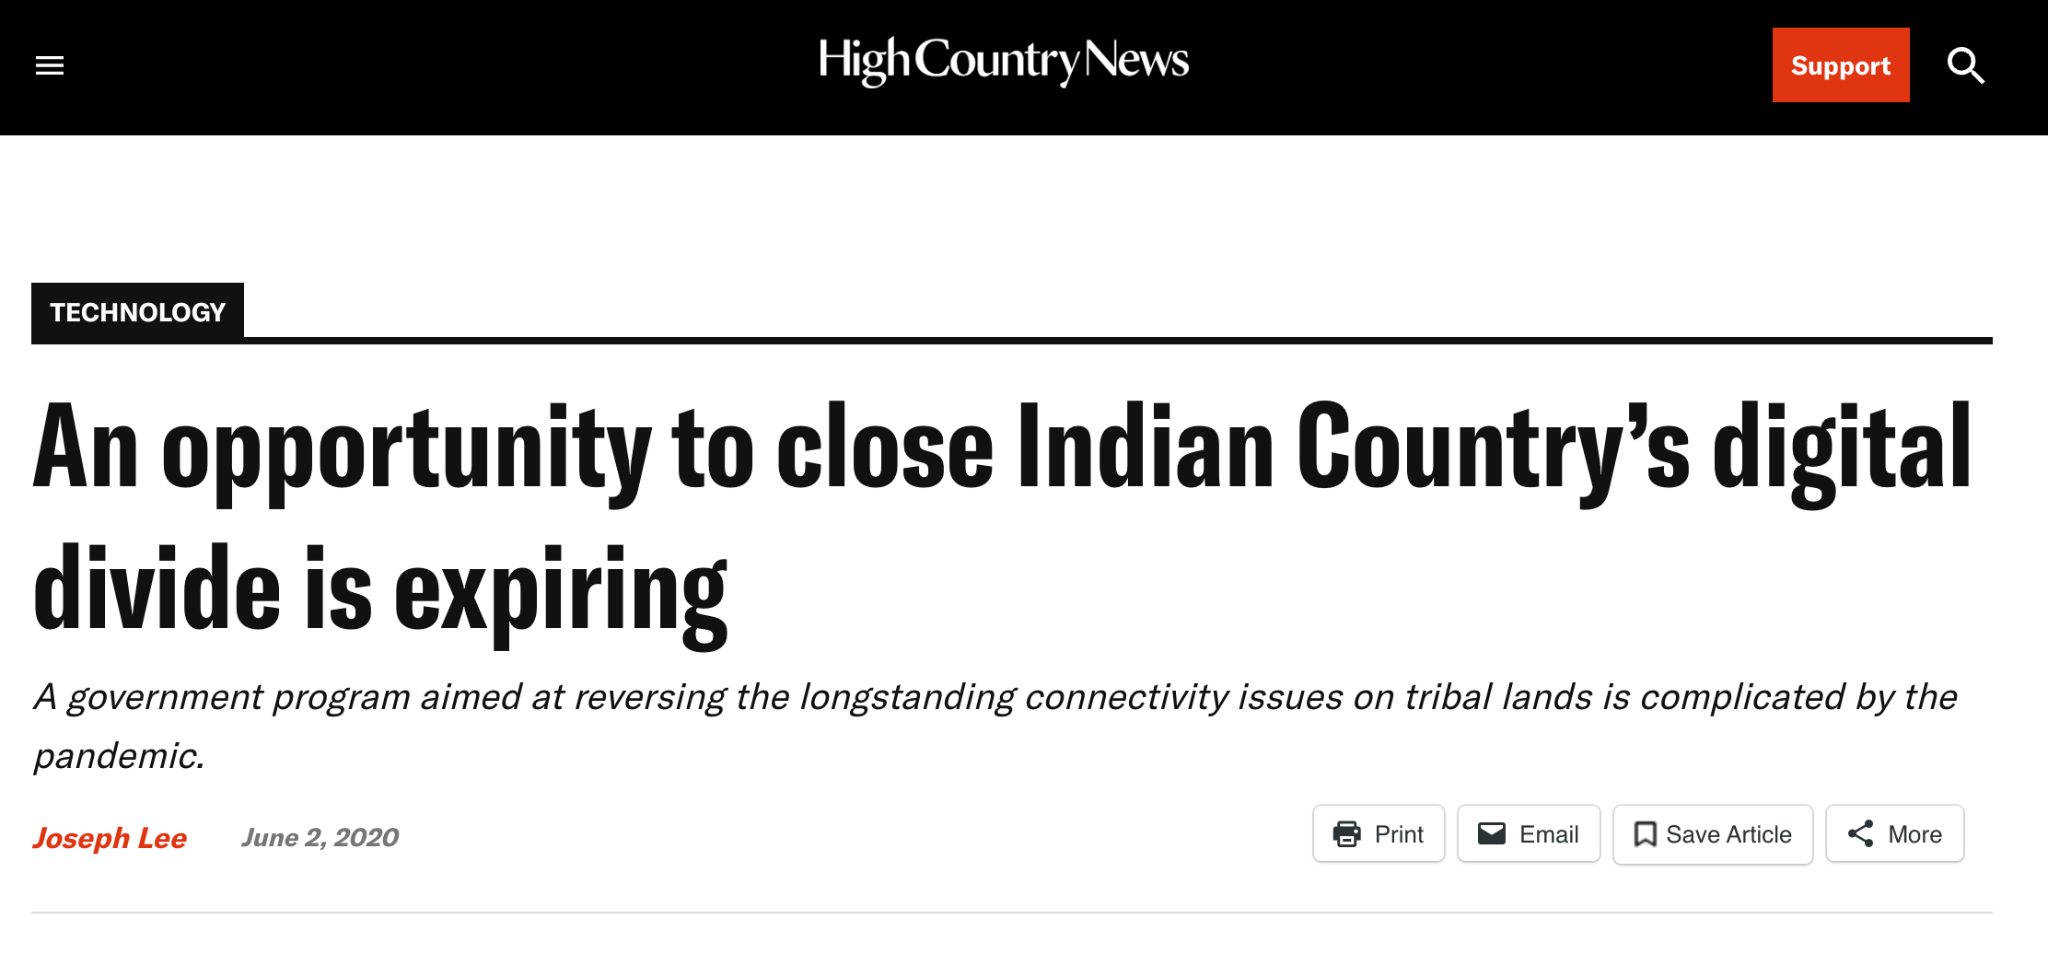 High Country News
Support
TECHNOLOGY
An opportunity to close Indian Country’s digital
divide is expiring
A government program aimed at reversing the longstanding connectivity issues on tribal lands is complicated by the
pandemic.
Joseph Lee June 2, 2020 Print Email Save Article More